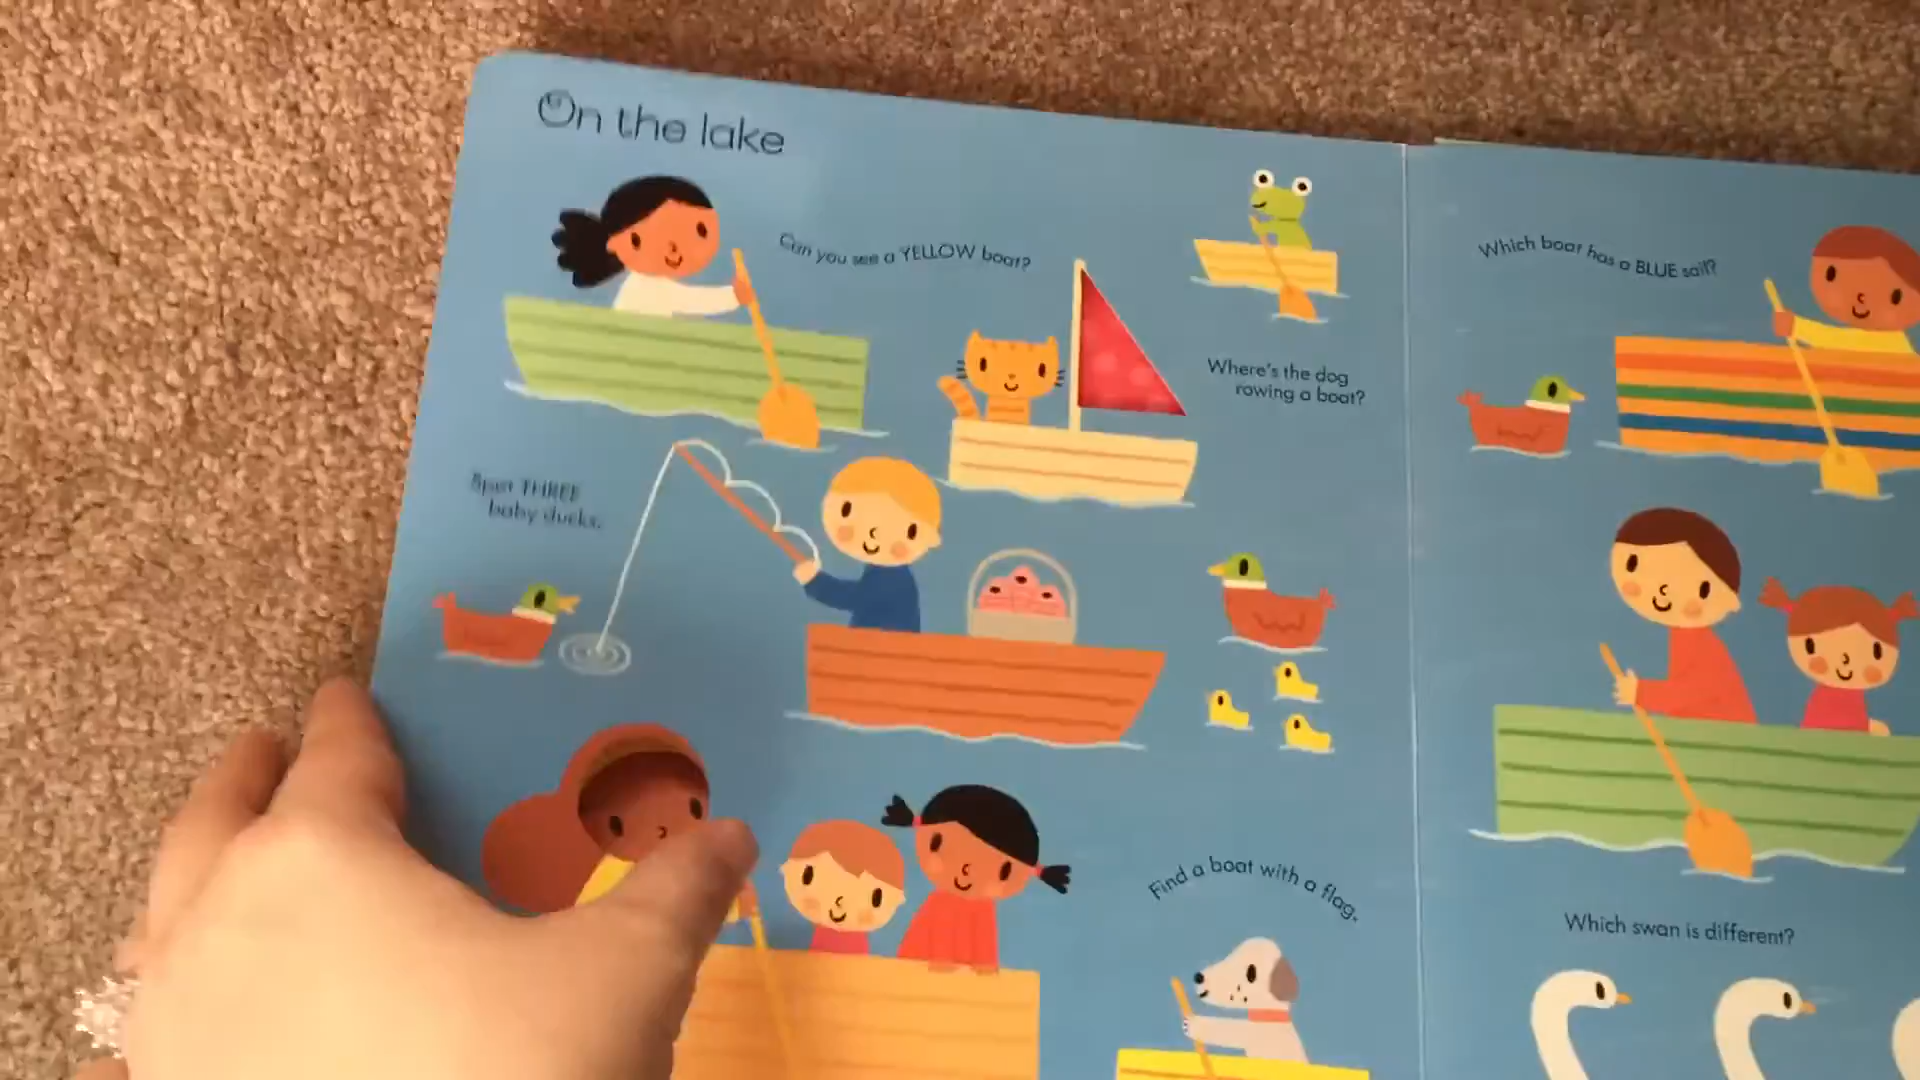 On the lake
Can you see a YELLOW boat?
Where's the dog
rowing a boat?
Spot THREE
baby ducks.
Find a boat with a flag.
Which boat has a BLUE sail?
Which swan is different?